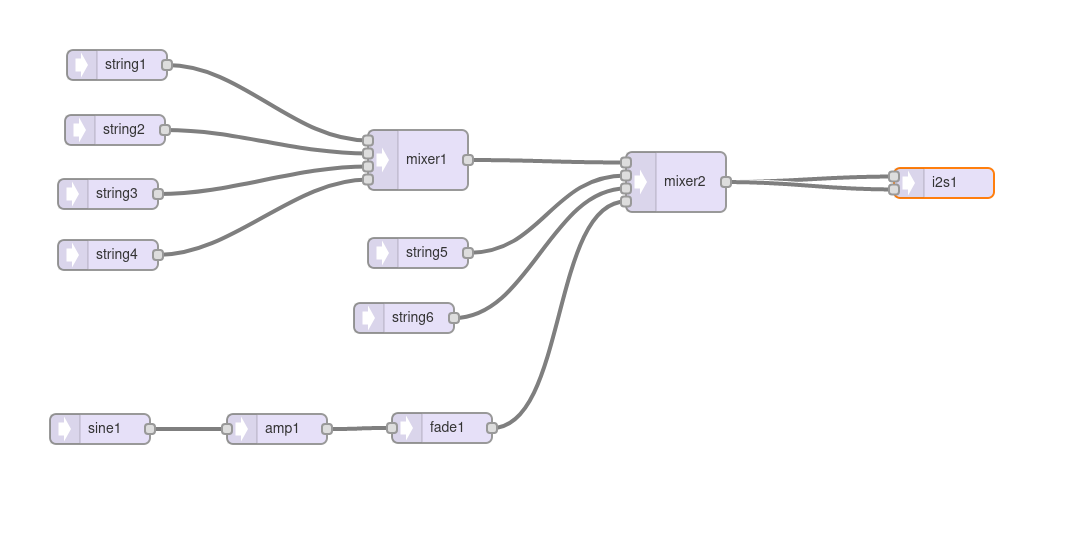 string1
string2
mixer1
mixer2
i2s1
string3
string4
string5
string6
sine1
amp1
fade1